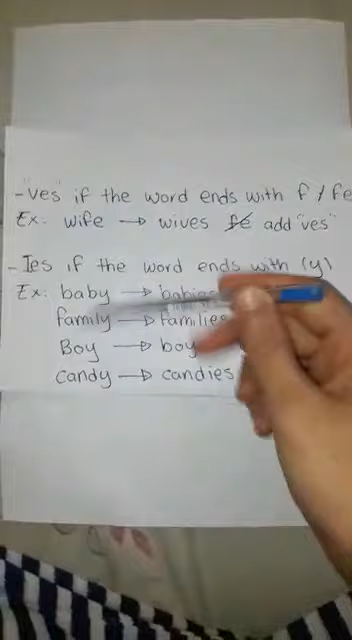 -"ves" if the word ends with f / fe
Ex: wife → wives fe add "ves"
- Ies if the word ends with (y)
Ex: baby → babies
family → families
Boy → boy
candy → candies